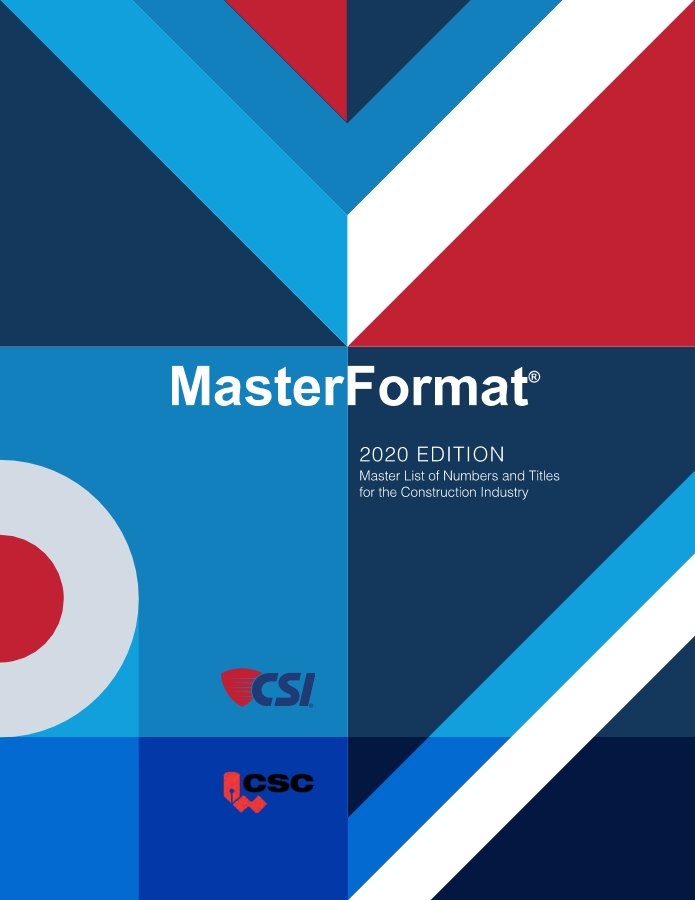 MasterFormat®
2020 EDITION
Master List of Numbers and Titles
for the Construction Industry
CSI®
CSC